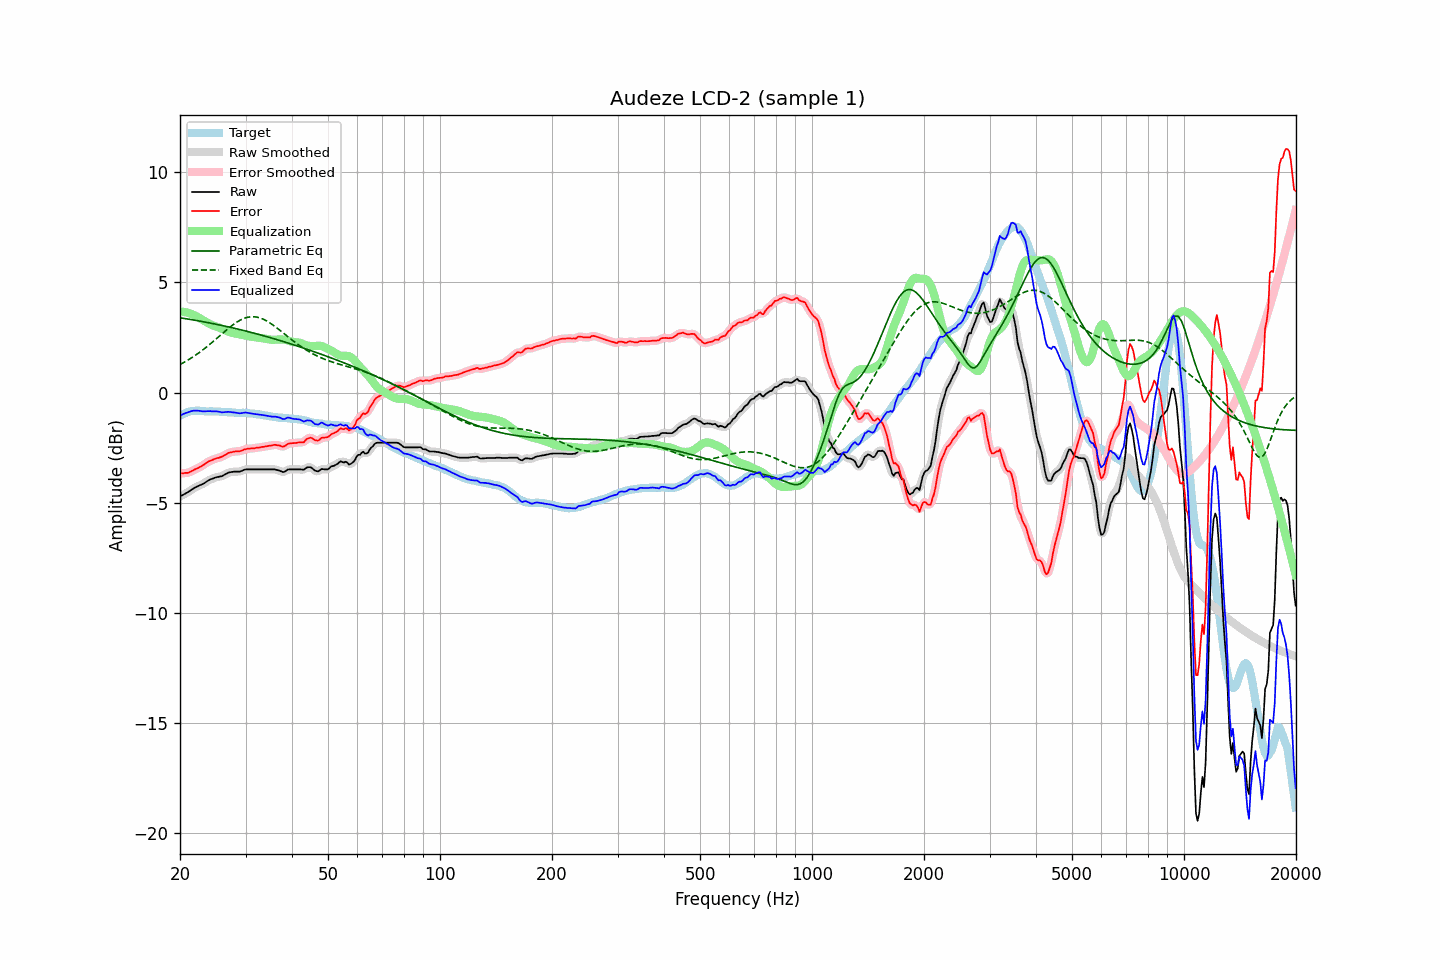 Audeze LCD-2 (sample 1)
Target
Raw Smoothed
Error Smoothed
Raw
Error
Equalization
Parametric Eq
Fixed Band Eq
Equalized
Amplitude (dBr)
10
5
0
−5
−10
−15
−20
20
50
100
200
500
1000
2000
5000
10000
20000
Frequency (Hz)